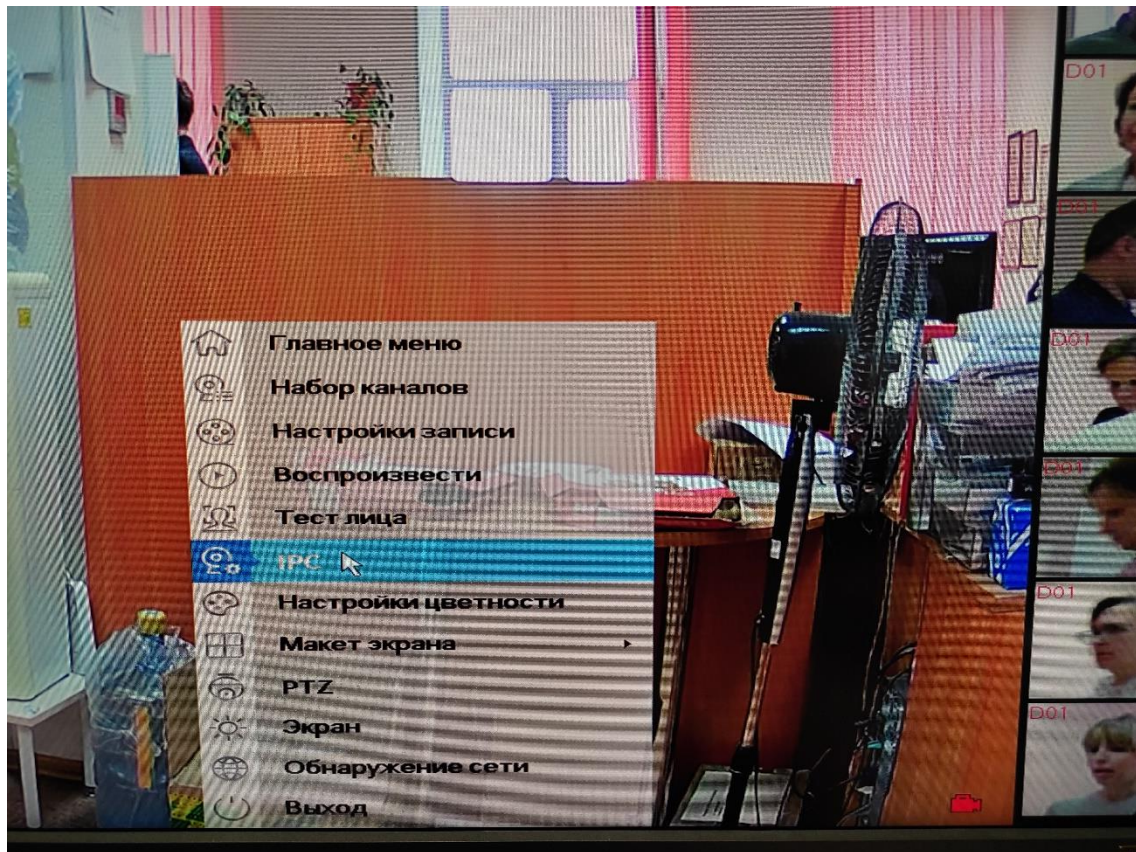 Главное меню
Набор каналов
Настройки записи
Воспроизвести
Тест лица
IPC
Настройки цветности
Макет экрана
PTZ
Экран
Обнаружение сети
Выход
D01
D01
D01
D01
D01
D01